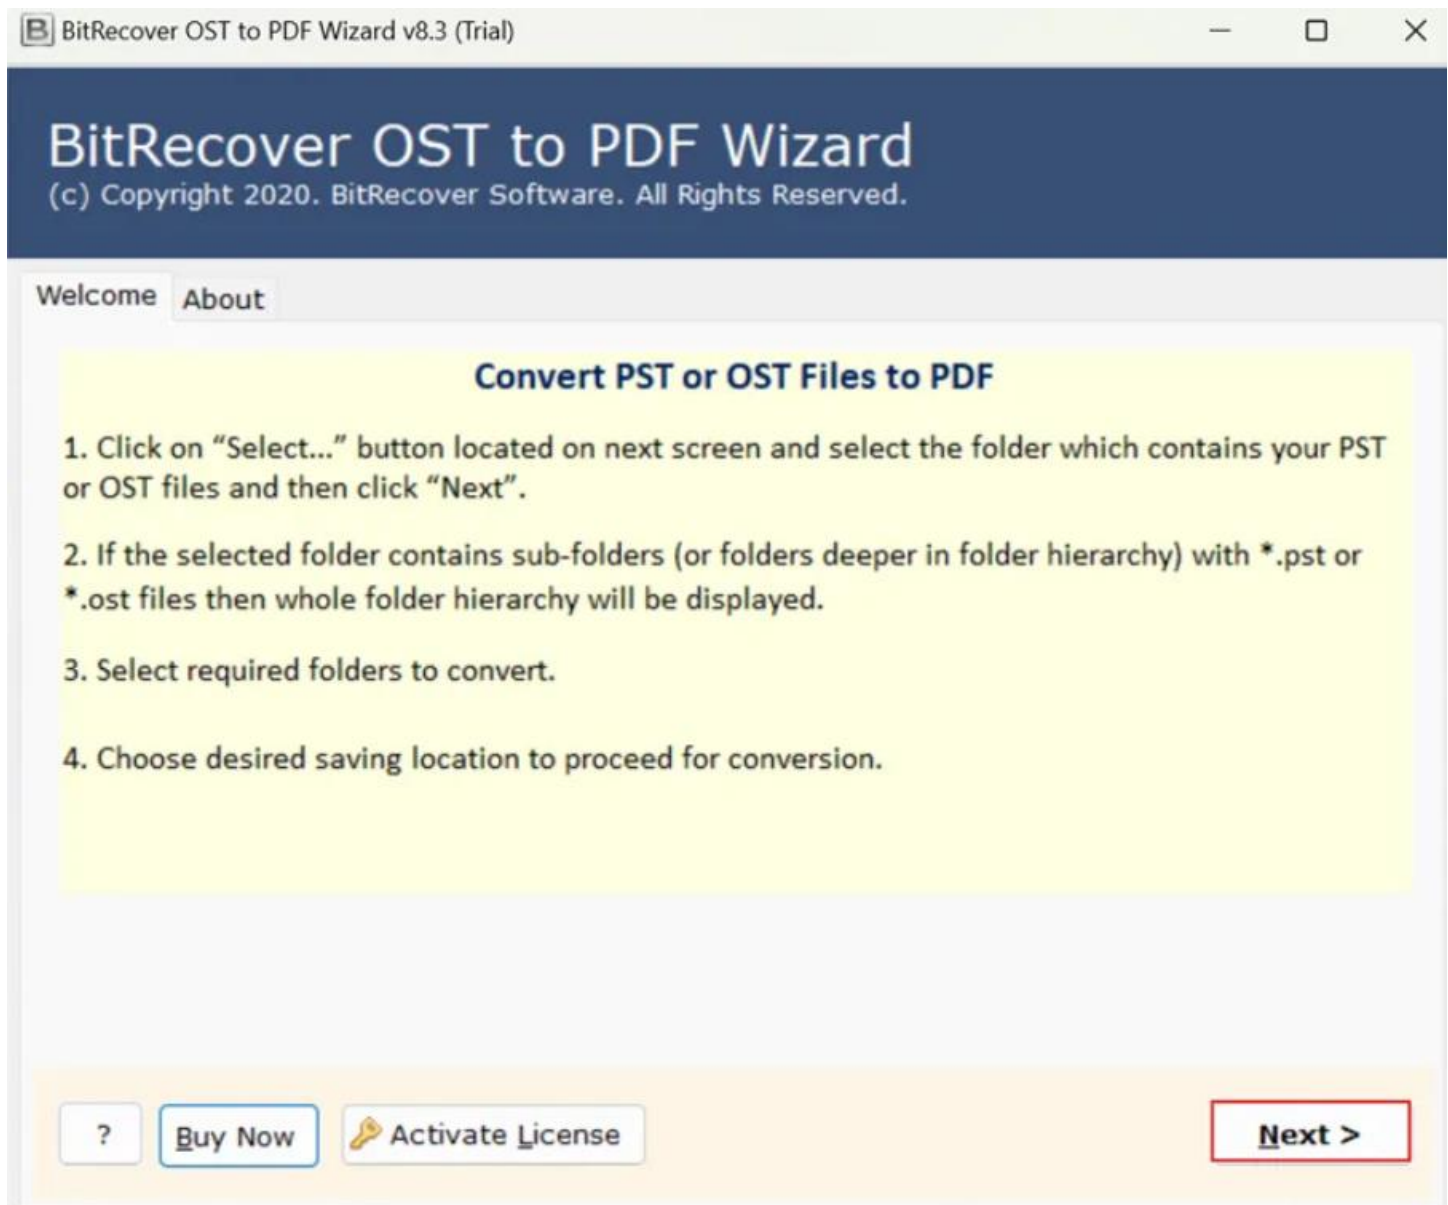 BitRecover OST to PDF Wizard v8.3 (Trial)
BitRecover OST to PDF Wizard
(c) Copyright 2020. BitRecover Software. All Rights Reserved.
Welcome About
Convert PST or OST Files to PDF
1. Click on “Select...” button located on next screen and select the folder which contains your PST
or OST files and then click “Next”.
2. If the selected folder contains sub-folders (or folders deeper in folder hierarchy) with *.pst or
*.ost files then whole folder hierarchy will be displayed.
3. Select required folders to convert.
4. Choose desired saving location to proceed for conversion.
? Buy Now Activate License Next >